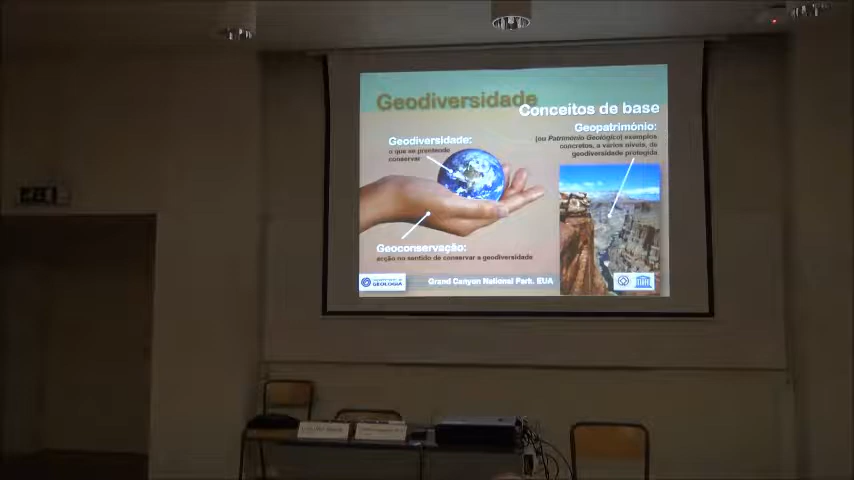 Geodiversidade
Conceitos de base
Geopatrimónio:
(ou Património Geológico) exemplos
concretos, a vários níveis, de
geodiversidade protegida
Geodiversidade:
o que se pretende
conservar
Geoconservação:
acção no sentido de conservar a geodiversidade
GEOLOGIA
Grand Canyon National Park, EUA